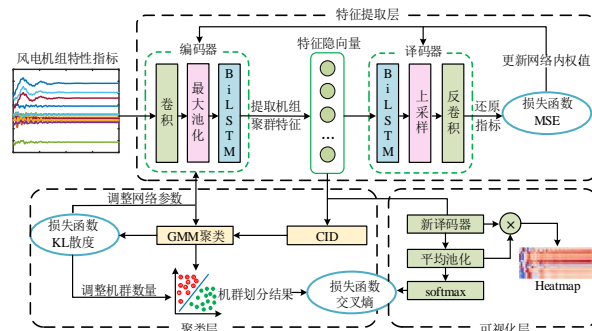 特征提取层
风电机组特性指标
编码器
特征隐向量
译码器
更新网络内权值
卷积
最大池化
BiLSTM
提取机组
聚群特征
...
BiLSTM
上采样
反卷积
还原
指标
损失函数
MSE
调整网络参数
损失函数
KL散度
GMM聚类
CID
新译码器
×
平均池化
调整机群数量
机群划分结果
损失函数
交叉熵
softmax
Heatmap
聚类层
可视化层